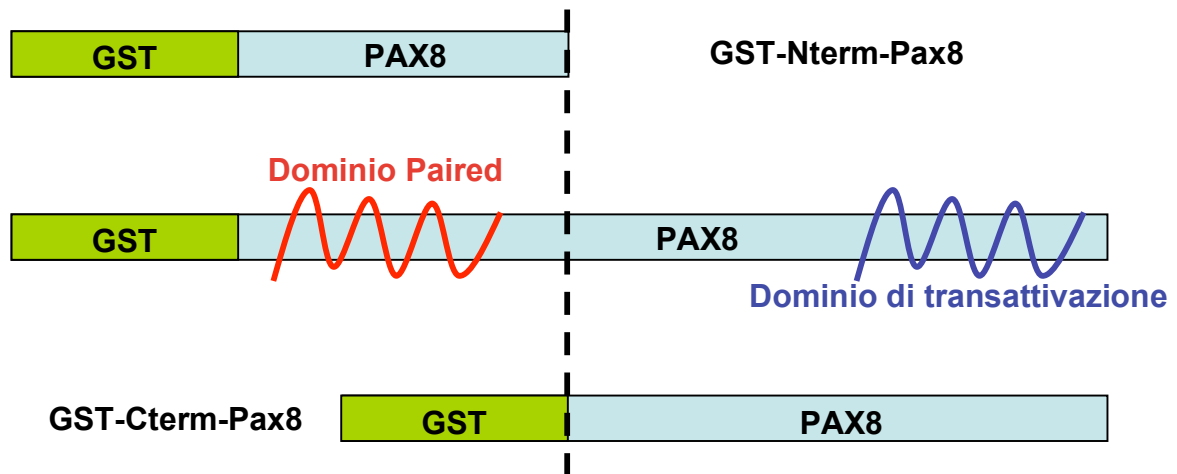 GST PAX8 GST-Nterm-Pax8
Dominio Paired
GST PAX8
Dominio di transattivazione
GST-Cterm-Pax8 GST PAX8